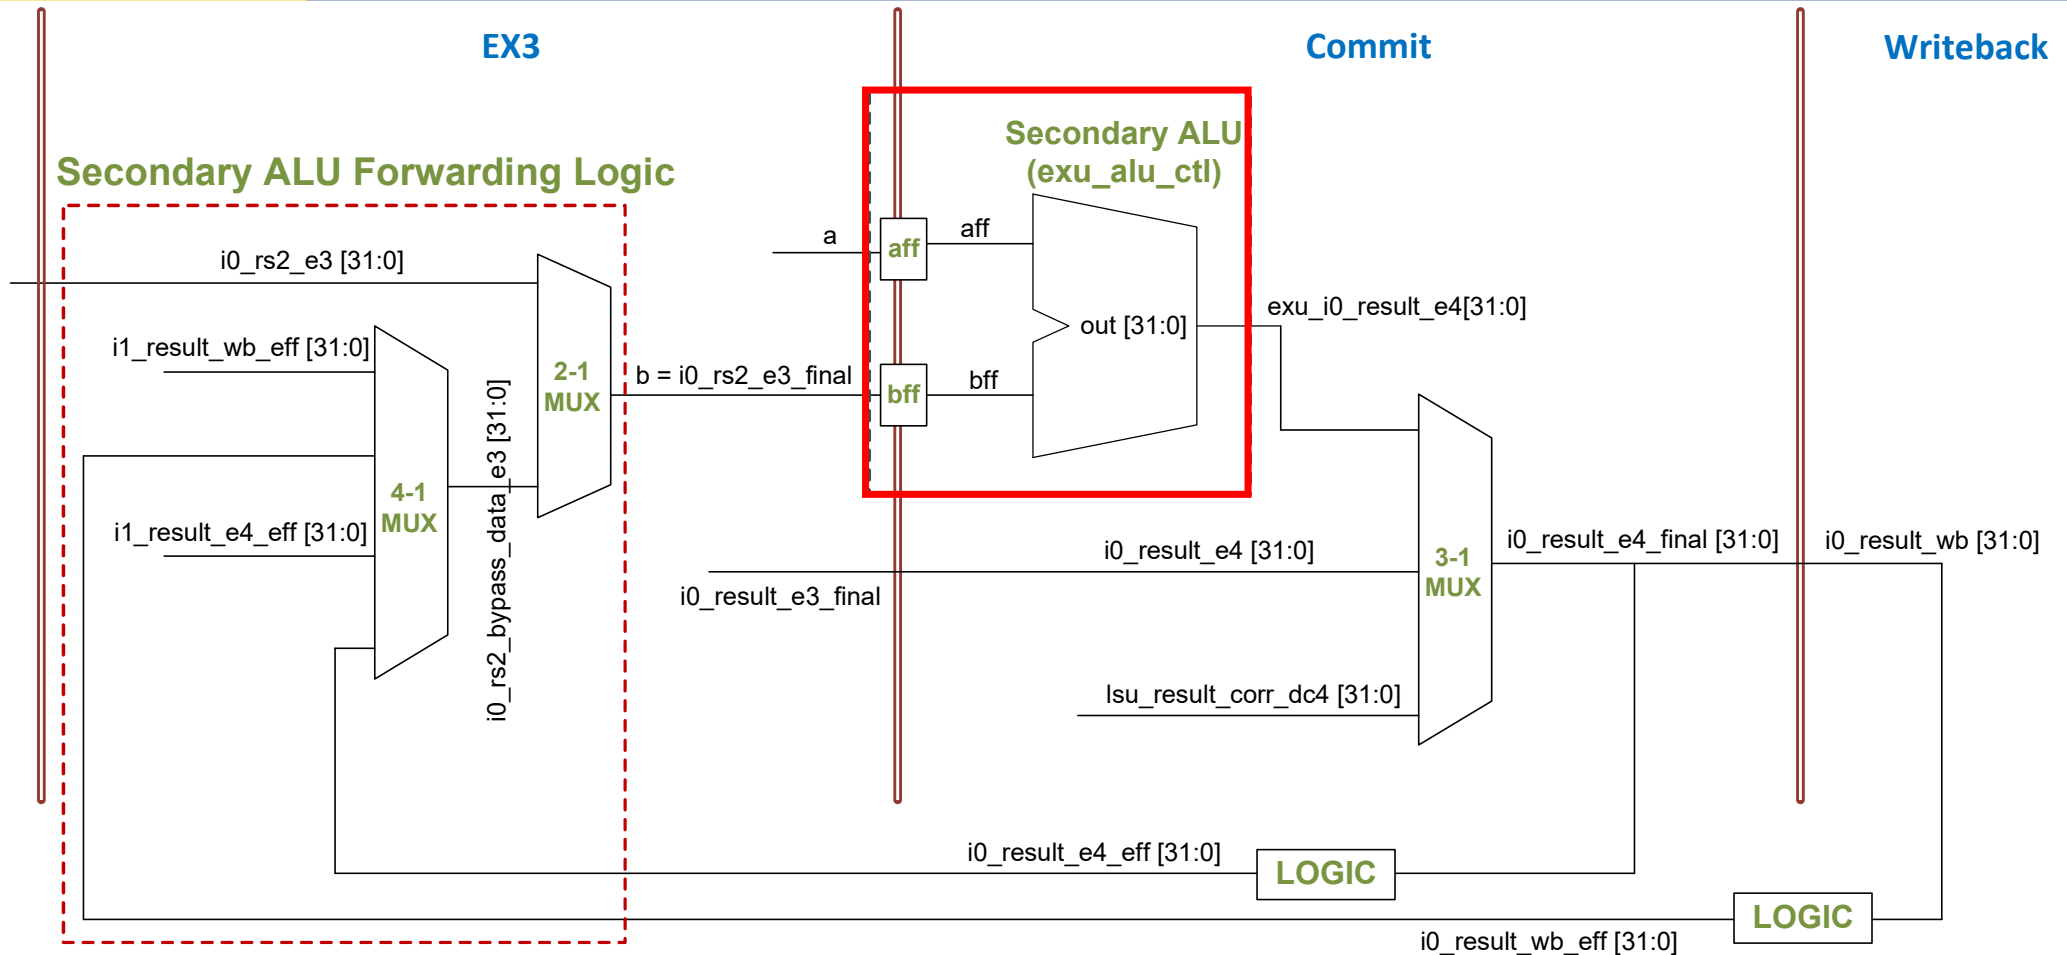 EX3
Commit
Writeback
Secondary ALU Forwarding Logic
Secondary ALU
(exu_alu_ctl)
i0_rs2_e3 [31:0]
a
aff
aff
i1_result_wb_eff [31:0]
2-1
MUX
b = i0_rs2_e3_final
bff
bff
out [31:0]
exu_i0_result_e4[31:0]
i0_rs2_bypass_data_e3 [31:0]
4-1
MUX
i1_result_e4_eff [31:0]
i0_result_e4 [31:0]
i0_result_e3_final
3-1
MUX
i0_result_e4_final [31:0]
i0_result_wb [31:0]
lsu_result_corr_dc4 [31:0]
i0_result_e4_eff [31:0]
LOGIC
LOGIC
i0_result_wb_eff [31:0]